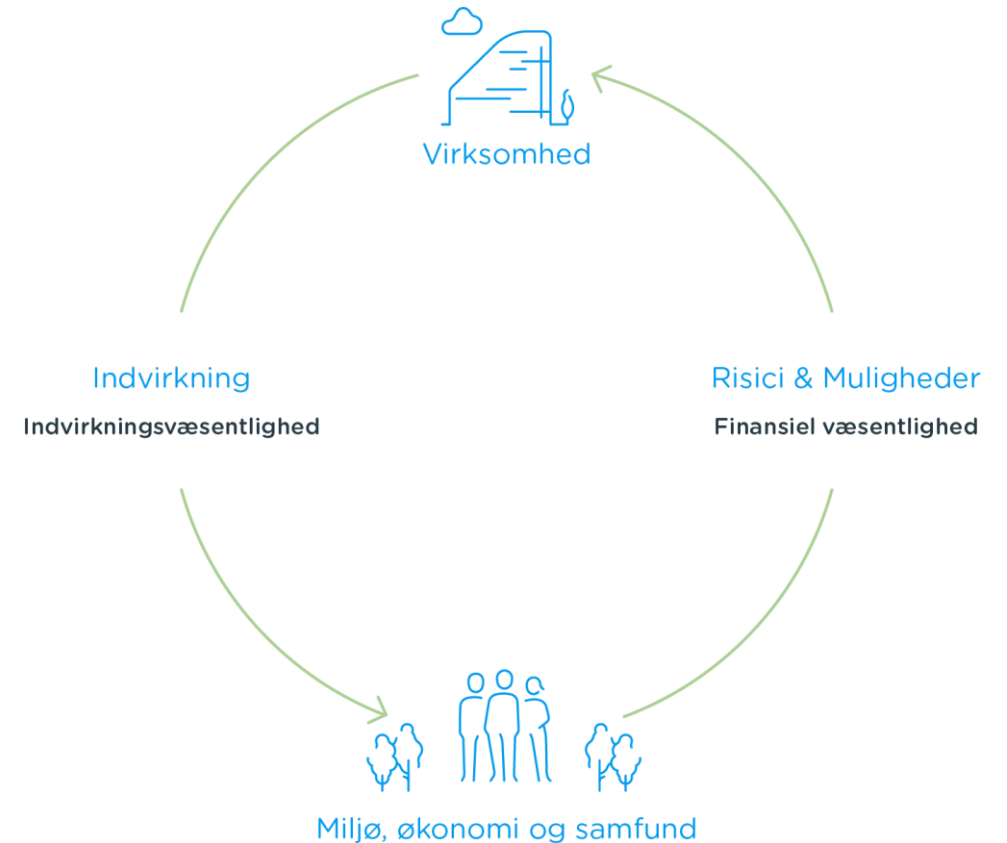 Virksomhed
Indvirkning
Indvirkningsvæsentlighed
Risici & Muligheder
Finansiel væsentlighed
Miljø, økonomi og samfund